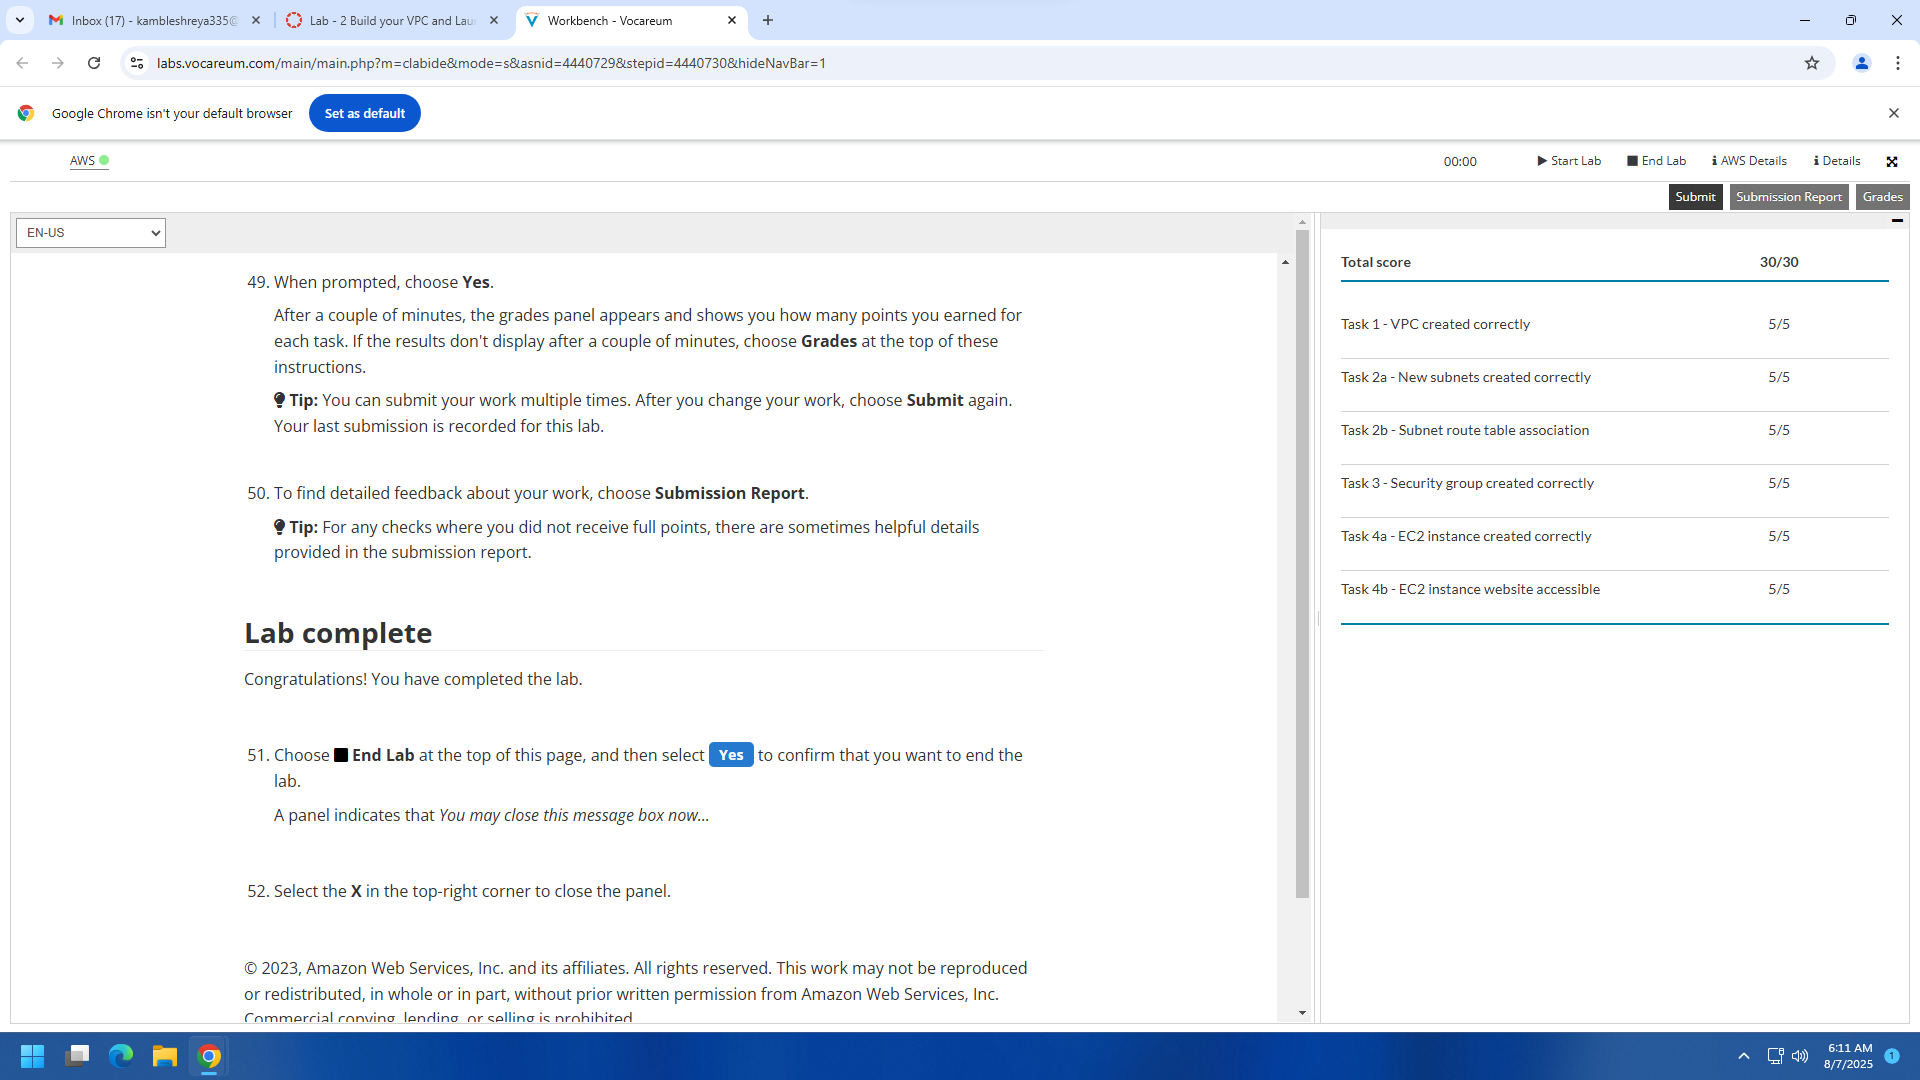 Inbox (17) - kambleshreya335@
Lab - 2 Build your VPC and Lau
Workbench - Vocareum
labs.vocareum.com/main/main.php?m=clabide&mode=s&asnid=4440729&stepid=4440730&hideNavBar=1
Google Chrome isn't your default browser
Set as default
AWS
00:00
Start Lab
End Lab
AWS Details
Details
Submit
Submission Report
Grades
EN-US
49. When prompted, choose Yes.
After a couple of minutes, the grades panel appears and shows you how many points you earned for
each task. If the results don't display after a couple of minutes, choose Grades at the top of these
instructions.
Tip: You can submit your work multiple times. After you change your work, choose Submit again.
Your last submission is recorded for this lab.
50. To find detailed feedback about your work, choose Submission Report.
Tip: For any checks where you did not receive full points, there are sometimes helpful details
provided in the submission report.
Lab complete
Congratulations! You have completed the lab.
51. Choose End Lab at the top of this page, and then select Yes to confirm that you want to end the
lab.
A panel indicates that You may close this message box now...
52. Select the X in the top-right corner to close the panel.
© 2023, Amazon Web Services, Inc. and its affiliates. All rights reserved. This work may not be reproduced
or redistributed, in whole or in part, without prior written permission from Amazon Web Services, Inc.
Commercial copying, lending, or selling is prohibited.
Total score 30/30
Task 1 - VPC created correctly 5/5
Task 2a - New subnets created correctly 5/5
Task 2b - Subnet route table association 5/5
Task 3 - Security group created correctly 5/5
Task 4a - EC2 instance created correctly 5/5
Task 4b - EC2 instance website accessible 5/5
6:11 AM
8/7/2025
1